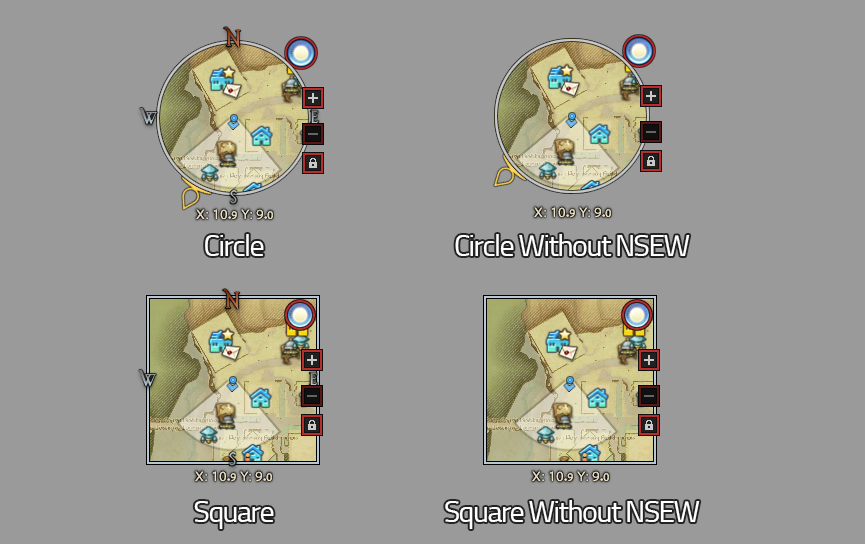 N
W
E
S
X: 10.9 Y: 9.0
Circle
X: 10.9 Y: 9.0
Circle Without NSEW
N
W
E
S
X: 10.9 Y: 9.0
Square
X: 10.9 Y: 9.0
Square Without NSEW